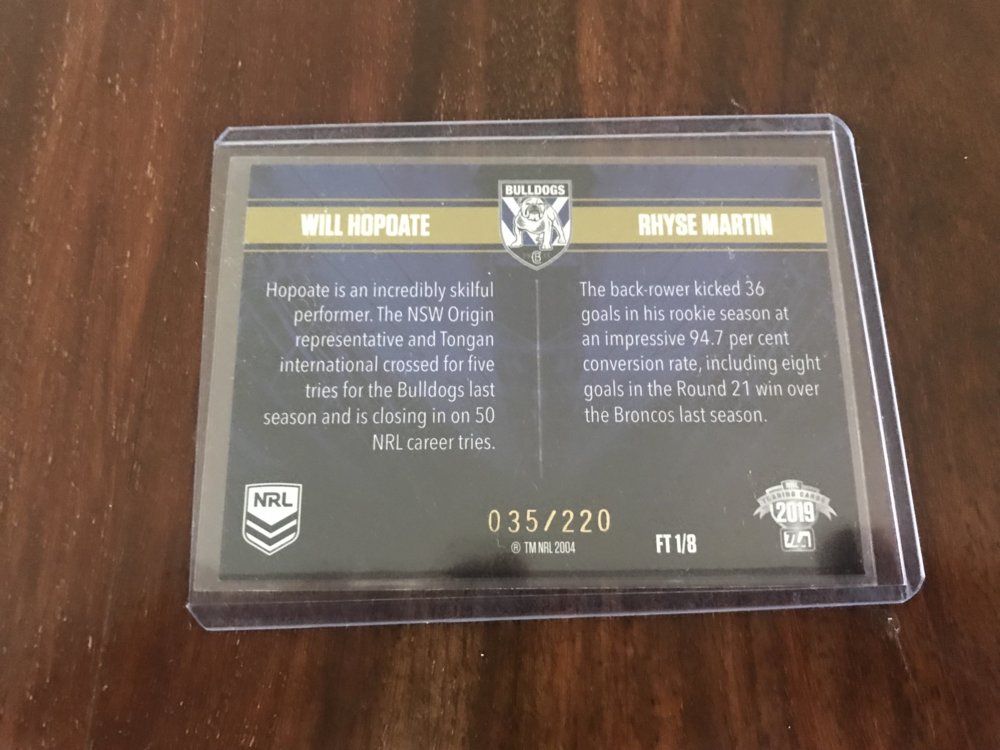 BULLDOGS
WILL HOPOATE
RHYSE MARTIN
Hopoate is an incredibly skilful
performer. The NSW Origin
representative and Tongan
international crossed for five
tries for the Bulldogs last
season and is closing in on 50
NRL career tries.
The back-rower kicked 36
goals in his rookie season at
an impressive 94.7 per cent
conversion rate, including eight
goals in the Round 21 win over
the Broncos last season.
NRL
035/220
® TM NRL 2004
FT 1/8
NRL
TRADING CARDS
2019